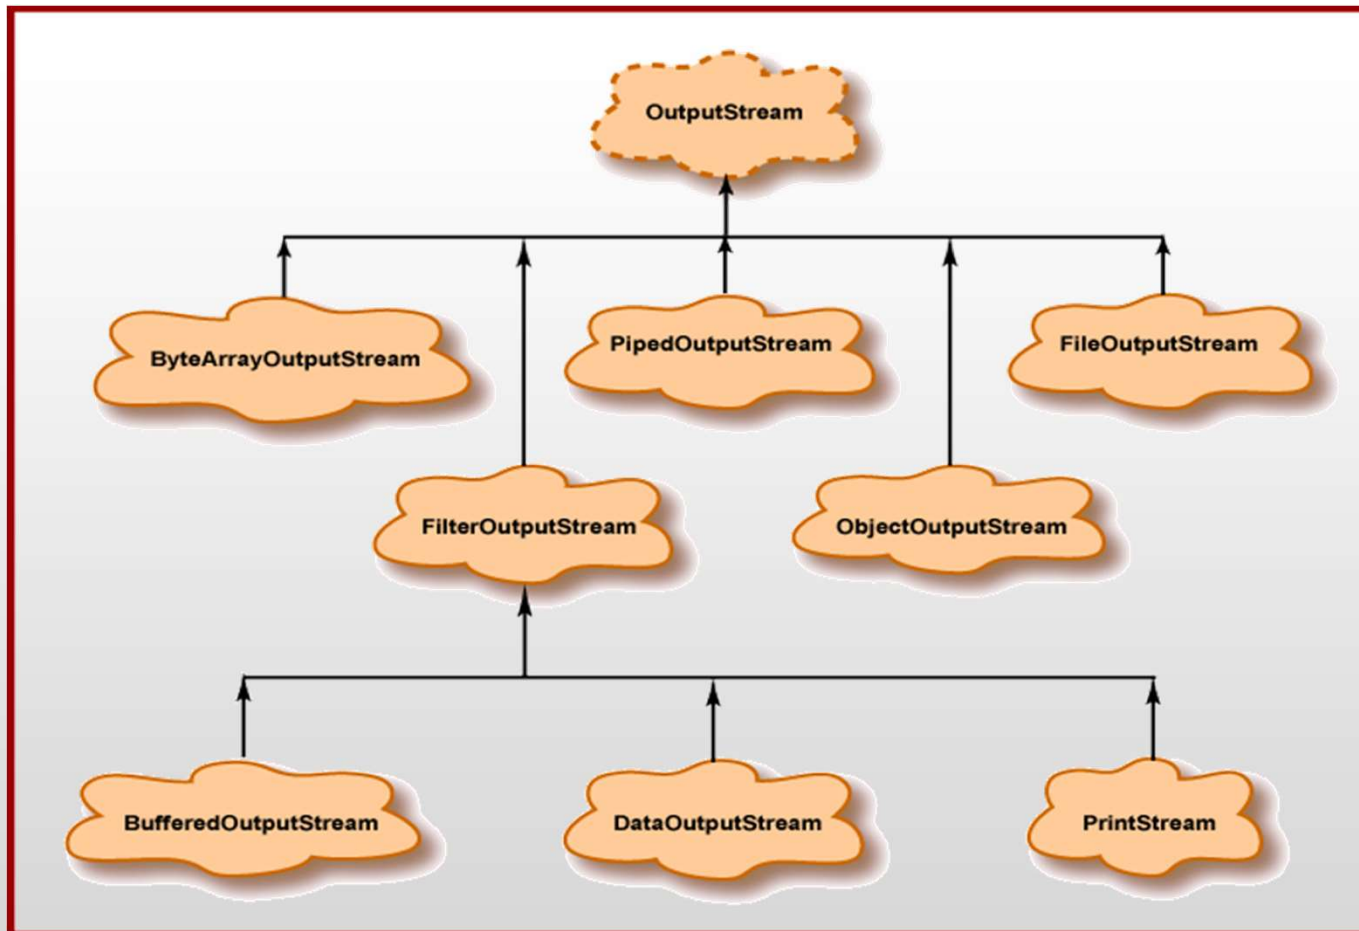 OutputStream
ByteArrayOutputStream
PipedOutputStream
FileOutputStream
FilterOutputStream
ObjectOutputStream
BufferedOutputStream
DataOutputStream
PrintStream